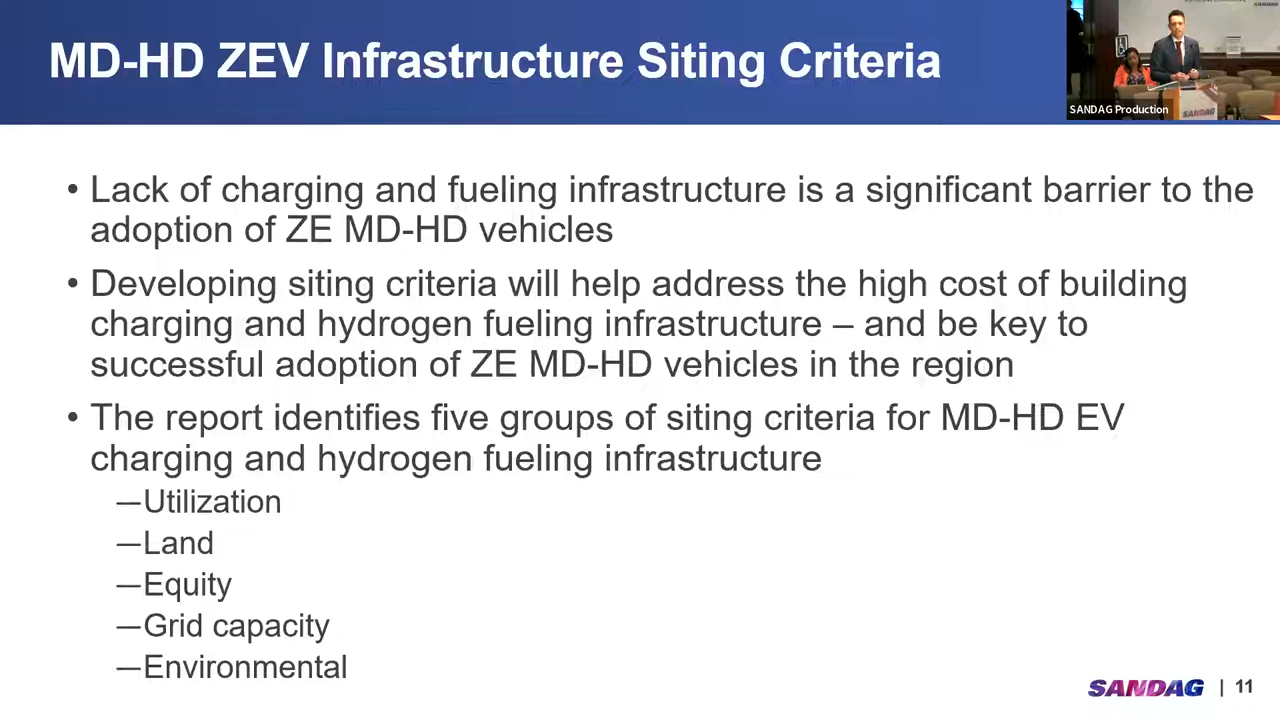 MD-HD ZEV Infrastructure Siting Criteria
SANDAG
SANDAG
SANDAG Production
• Lack of charging and fueling infrastructure is a significant barrier to the
adoption of ZE MD-HD vehicles
• Developing siting criteria will help address the high cost of building
charging and hydrogen fueling infrastructure – and be key to
successful adoption of ZE MD-HD vehicles in the region
• The report identifies five groups of siting criteria for MD-HD EV
charging and hydrogen fueling infrastructure
—Utilization
—Land
—Equity
—Grid capacity
—Environmental
SANDAG | 11